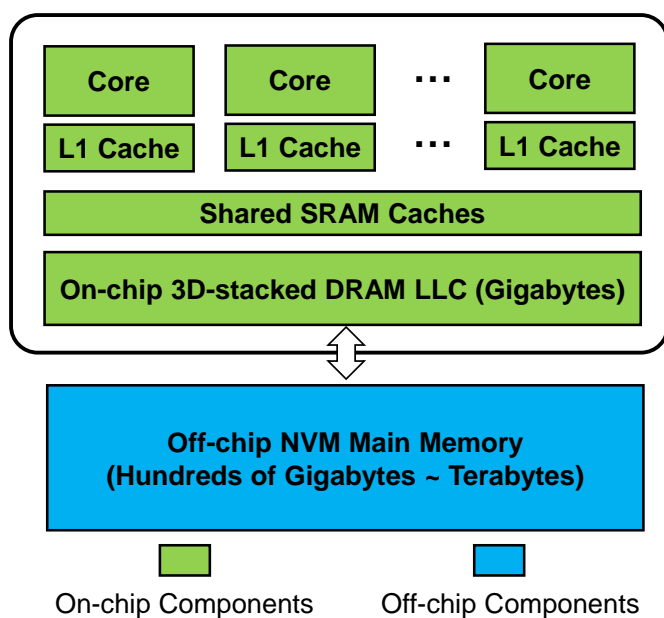 Core Core ... Core
L1 Cache L1 Cache ... L1 Cache
Shared SRAM Caches
On-chip 3D-stacked DRAM LLC (Gigabytes)
Off-chip NVM Main Memory
(Hundreds of Gigabytes ~ Terabytes)
On-chip Components Off-chip Components